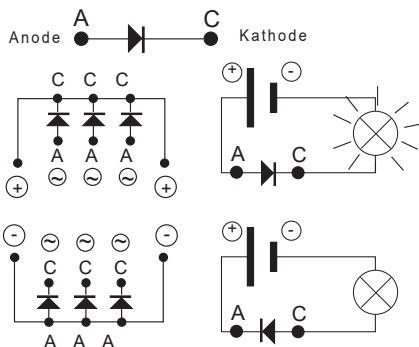 Anode A C Kathode
C C C
A A A
+ ~ ~ ~ +
+ -
A C
- ~ ~ ~ -
C C C
A A A
+ -
A C